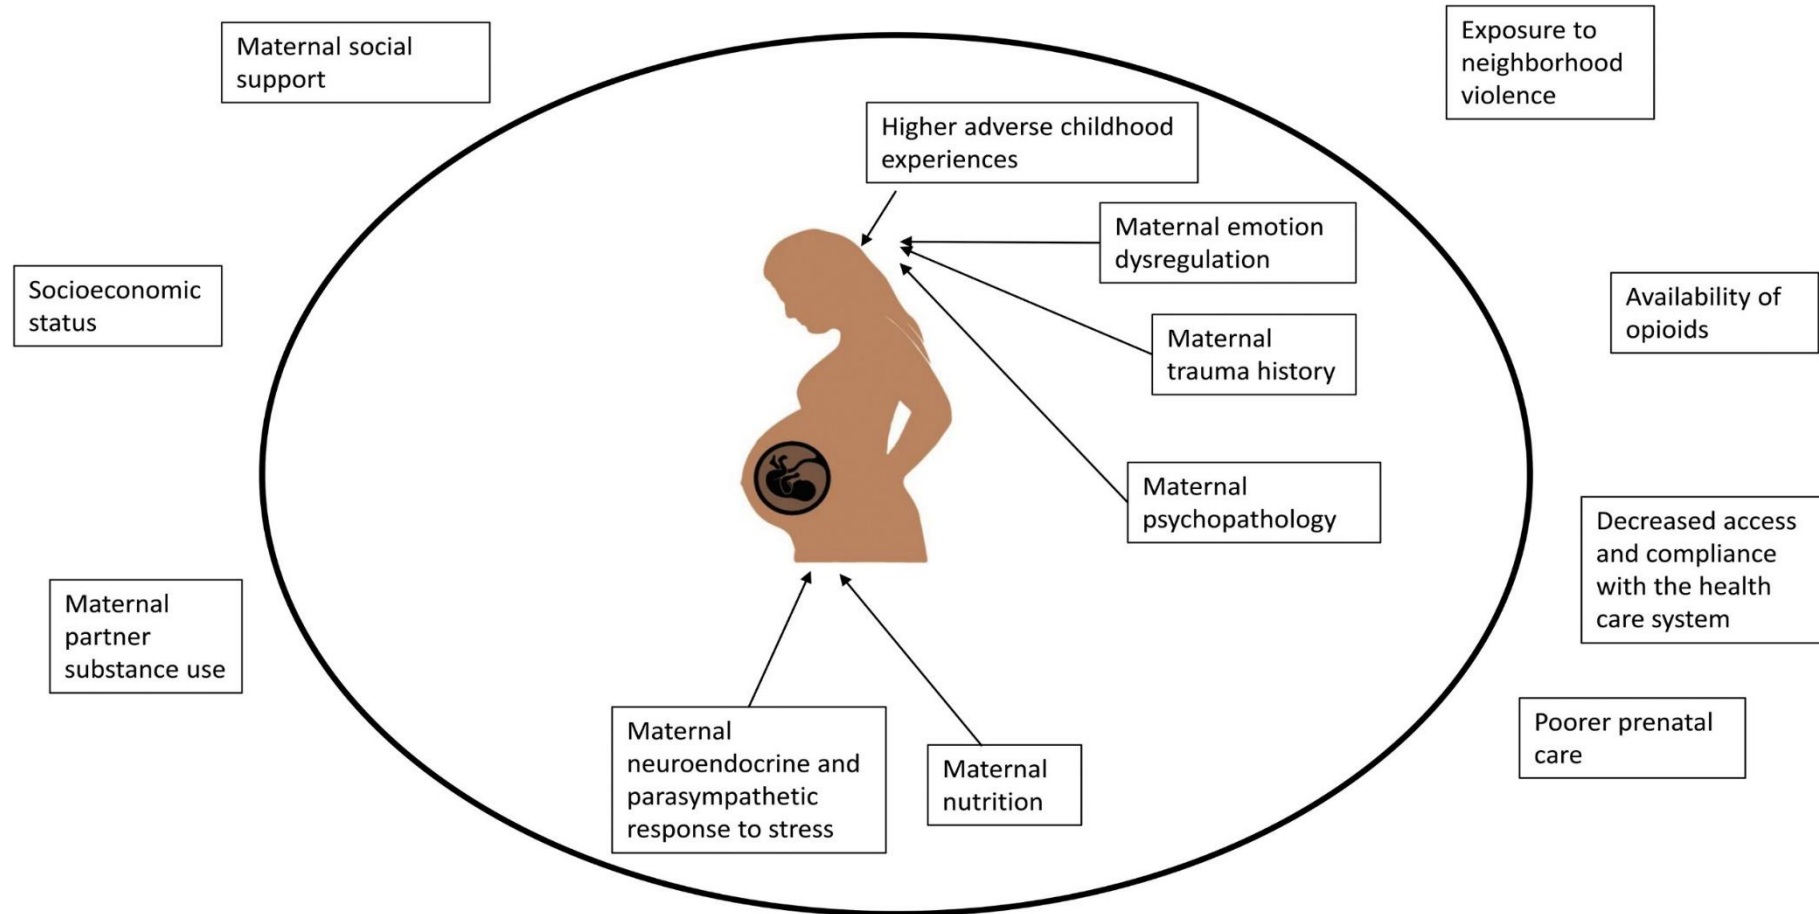 Maternal social
support
Exposure to
neighborhood
violence
Higher adverse childhood
experiences
Maternal emotion
dysregulation
Socioeconomic
status
Availability of
opioids
Maternal
trauma history
Maternal
psychopathology
Decreased access
and compliance
with the health
care system
Maternal
partner
substance use
Poorer prenatal
care
Maternal
neuroendocrine and
parasympathetic
response to stress
Maternal
nutrition